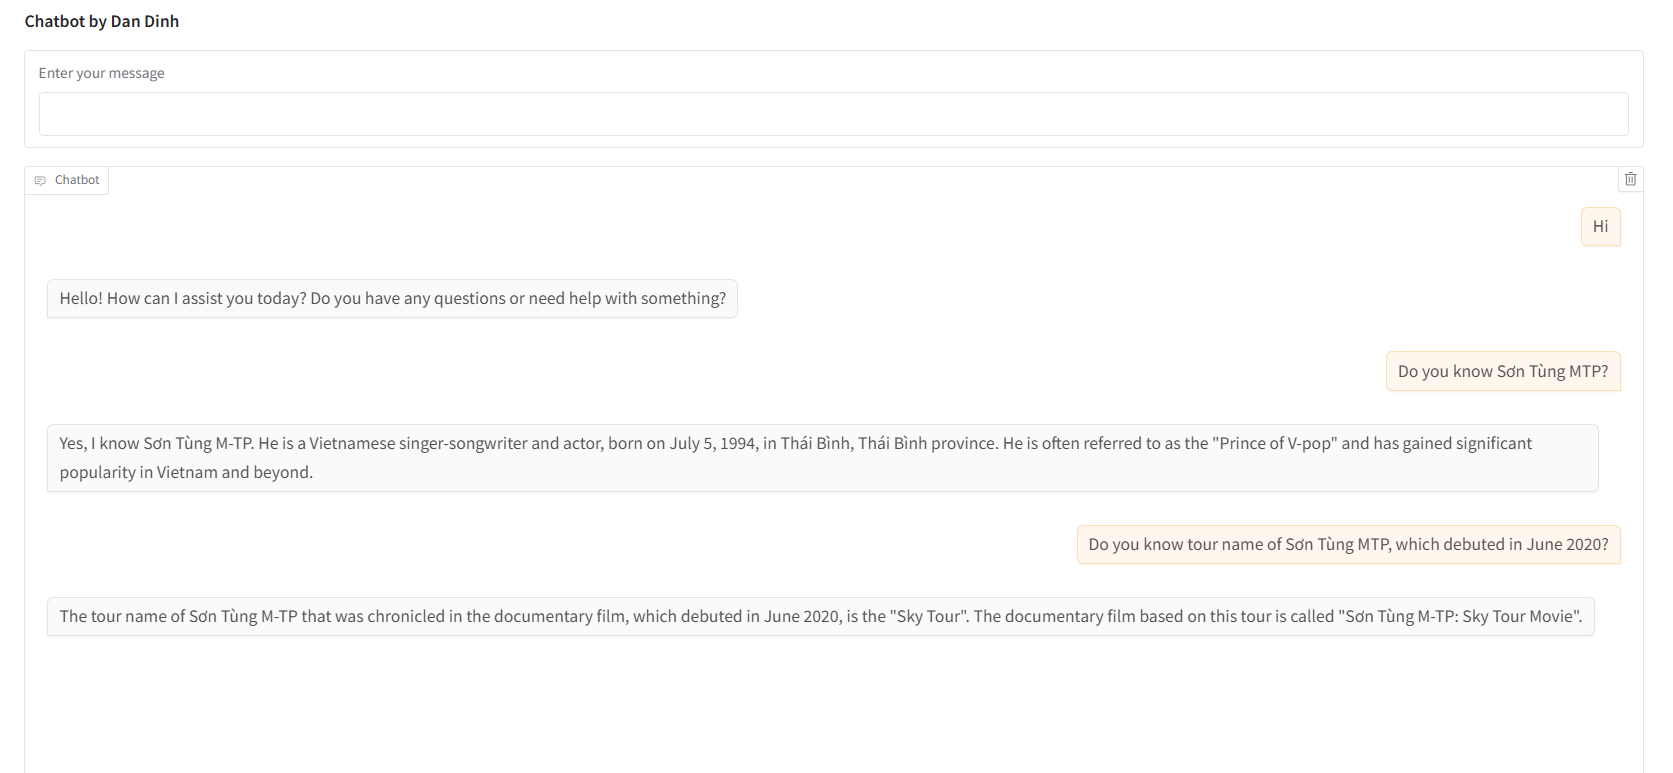 Chatbot by Dan Dinh
Enter your message
Chatbot
Hi
Hello! How can I assist you today? Do you have any questions or need help with something?
Do you know Sơn Tùng MTP?
Yes, I know Sơn Tùng M-TP. He is a Vietnamese singer-songwriter and actor, born on July 5, 1994, in Thái Bình, Thái Bình province. He is often referred to as the "Prince of V-pop" and has gained significant
popularity in Vietnam and beyond.
Do you know tour name of Sơn Tùng MTP, which debuted in June 2020?
The tour name of Sơn Tùng M-TP that was chronicled in the documentary film, which debuted in June 2020, is the "Sky Tour". The documentary film based on this tour is called "Sơn Tùng M-TP: Sky Tour Movie".